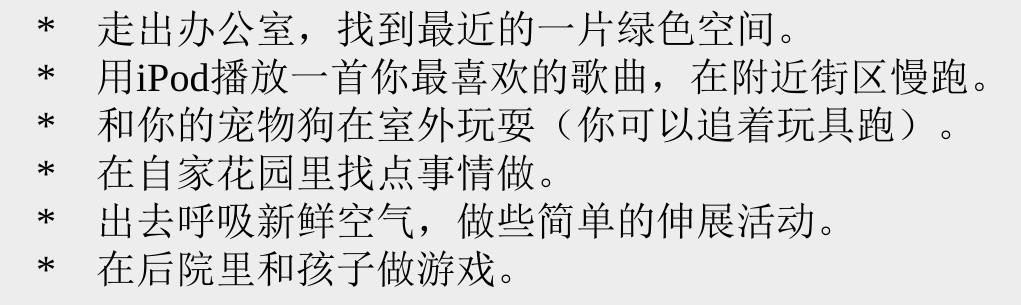 * 走出办公室，找到最近的一片绿色空间。
* 用iPod播放一首你最喜欢的歌曲，在附近街区慢跑。
* 和你的宠物狗在室外玩耍（你可以追着玩具跑）。
* 在自家花园里找点事情做。
* 出去呼吸新鲜空气，做些简单的伸展活动。
* 在后院里和孩子做游戏。